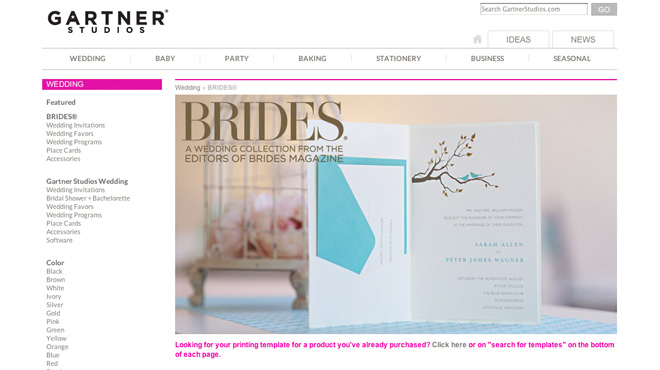 GARTNER®
STUDIOS
Search GartnerStudios.com
GO
IDEAS
NEWS
WEDDING
BABY
PARTY
BAKING
STATIONERY
BUSINESS
SEASONAL
WEDDING
Featured
BRIDES®
Wedding Invitations
Wedding Favors
Wedding Programs
Place Cards
Accessories
Gartner Studios Wedding
Wedding Invitations
Bridal Shower + Bachelorette
Wedding Favors
Wedding Programs
Place Cards
Accessories
Software
Color
Black
Brown
White
Ivory
Silver
Gold
Pink
Green
Yellow
Orange
Blue
Red
Wedding » BRIDES®
BRIDES®
A WEDDING COLLECTION FROM THE
EDITORS OF BRIDES MAGAZINE
SARAH ALLEN
PETER JAMES WAGNER
Looking for your printing template for a product you've already purchased? Click here or on "search for templates" on the bottom
of each page.